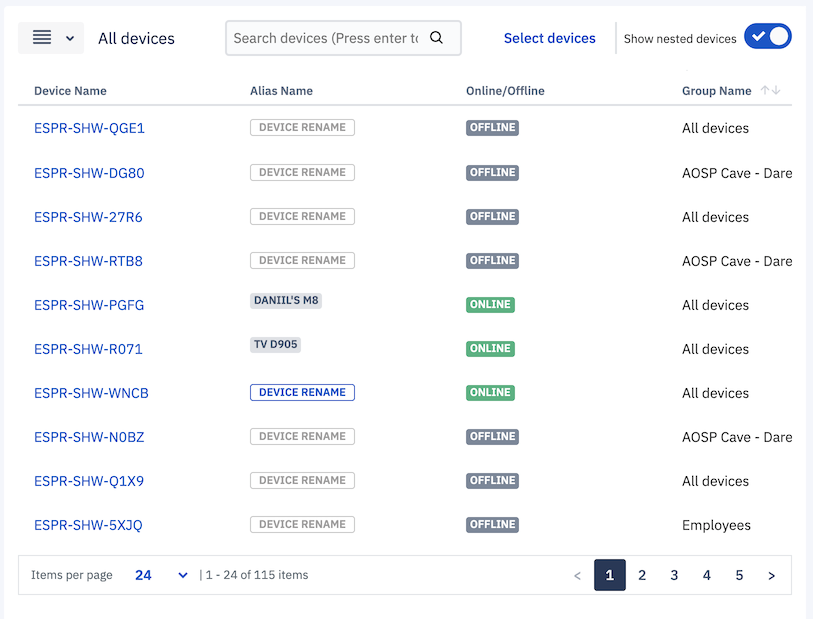 All devices Search devices (Press enter to Select devices Show nested devices
Device Name Alias Name Online/Offline Group Name
ESPR-SHW-QGE1 DEVICE RENAME OFFLINE All devices
ESPR-SHW-DG80 DEVICE RENAME OFFLINE AOSP Cave - Dare
ESPR-SHW-27R6 DEVICE RENAME OFFLINE All devices
ESPR-SHW-RTB8 DEVICE RENAME OFFLINE AOSP Cave - Dare
ESPR-SHW-PGFG DANIIL'S M8 ONLINE All devices
ESPR-SHW-R071 TV D905 ONLINE All devices
ESPR-SHW-WNCB DEVICE RENAME ONLINE All devices
ESPR-SHW-N0BZ DEVICE RENAME OFFLINE AOSP Cave - Dare
ESPR-SHW-Q1X9 DEVICE RENAME OFFLINE All devices
ESPR-SHW-5XJQ DEVICE RENAME OFFLINE Employees
Items per page 24 | 1 - 24 of 115 items < 1 2 3 4 5 >